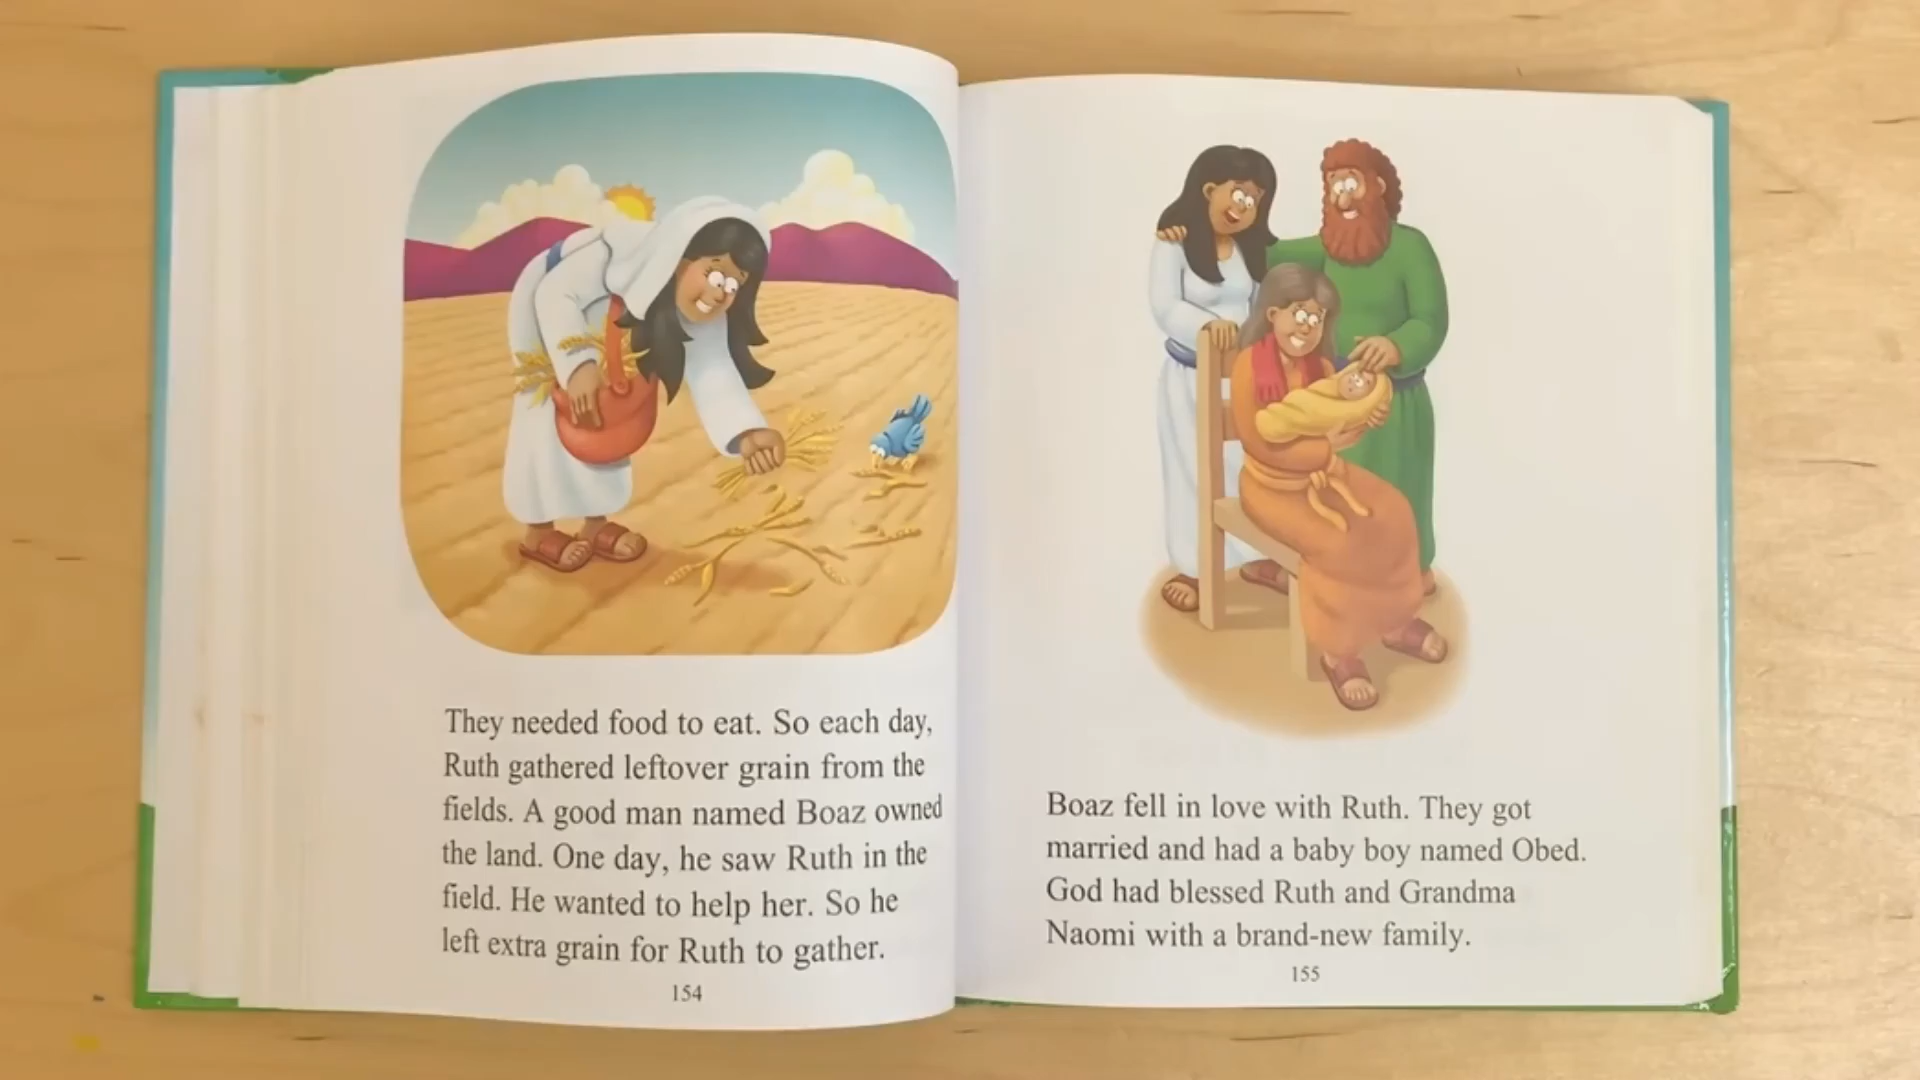 They needed food to eat. So each day,
Ruth gathered leftover grain from the
fields. A good man named Boaz owned
the land. One day, he saw Ruth in the
field. He wanted to help her. So he
left extra grain for Ruth to gather.
154
Boaz fell in love with Ruth. They got
married and had a baby boy named Obed.
God had blessed Ruth and Grandma
Naomi with a brand-new family.
155